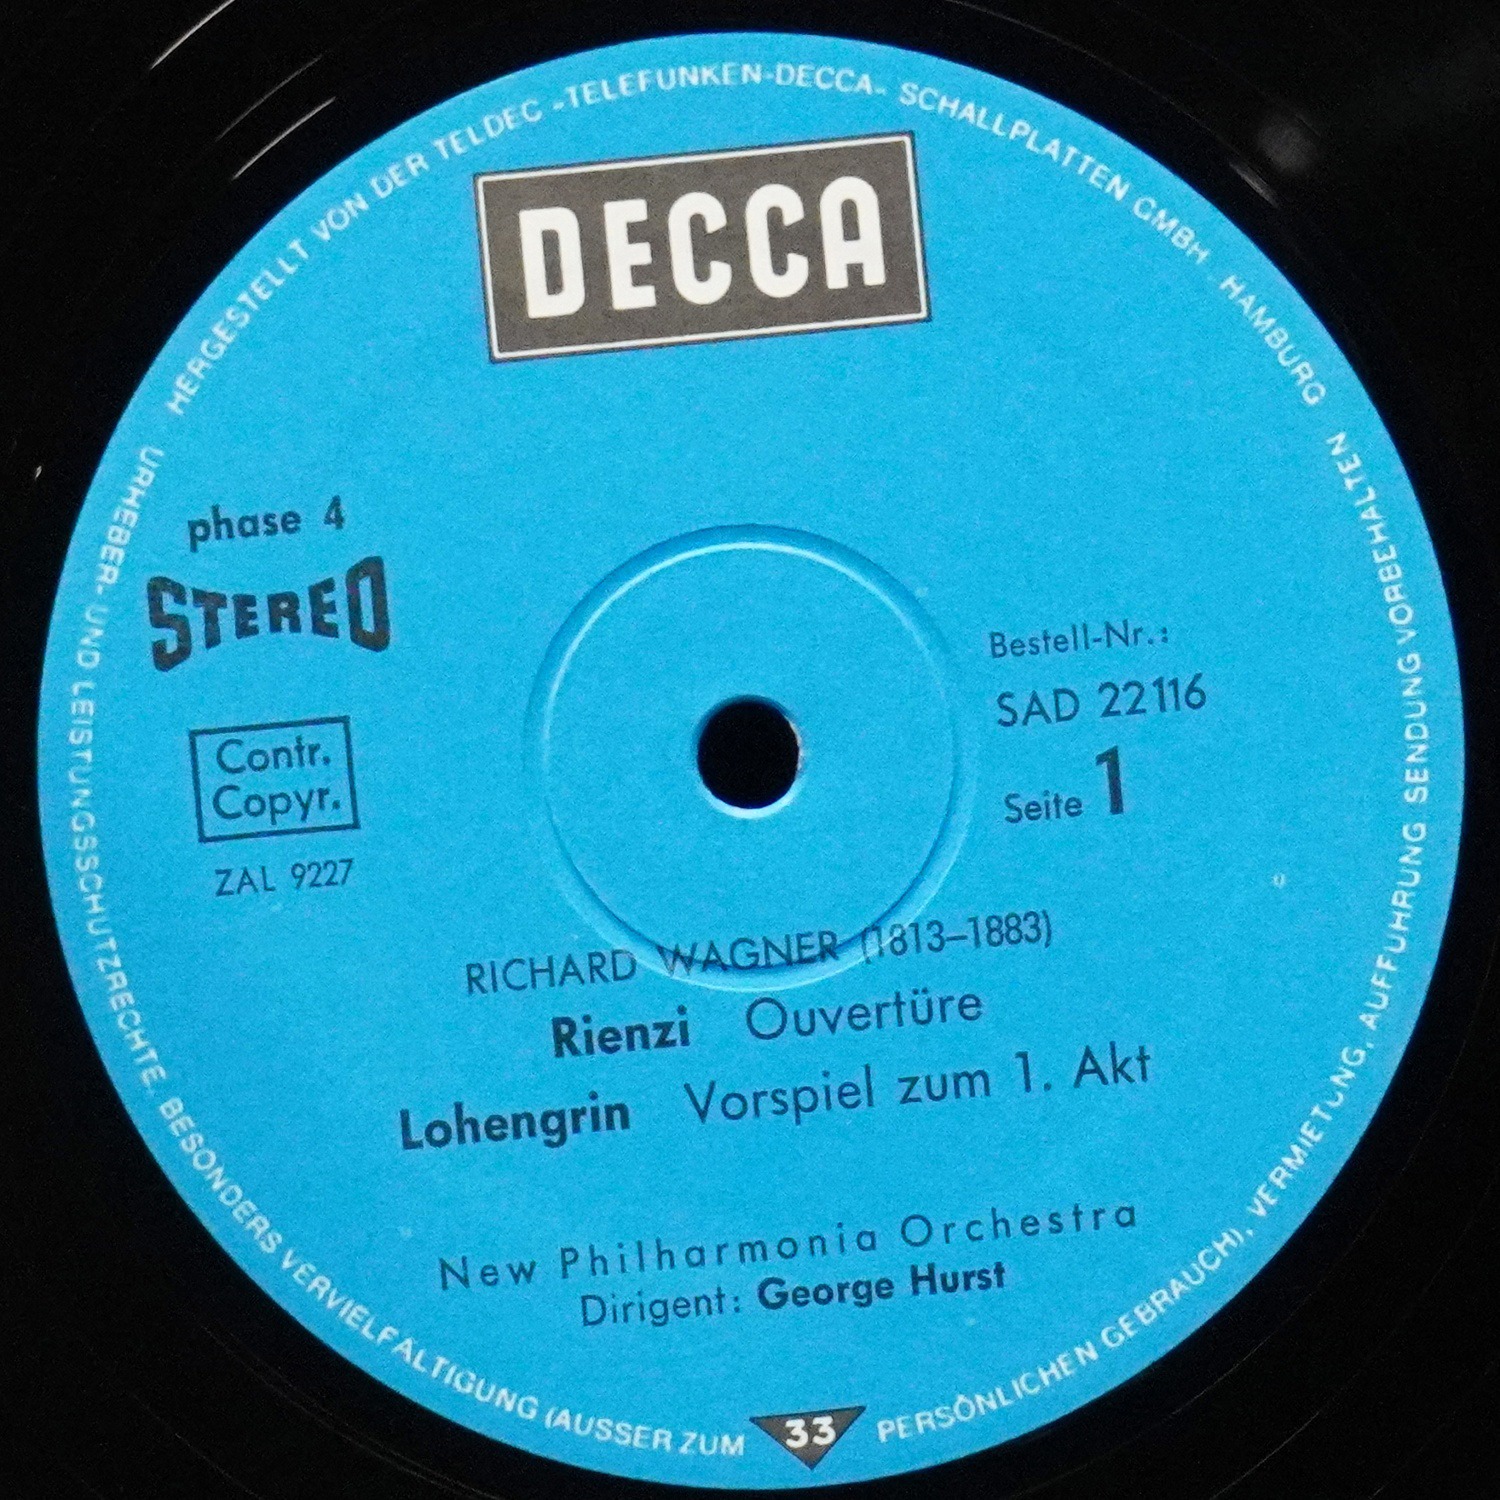 HERGESTELLT VON DER TELDEC -TELEFUNKEN-DECCA- SCHALLPLATTEN GMBH . HAMBURG
DECCA
phase 4
STEREO
Contr.
Copyr.
ZAL 9227
Bestell-Nr.:
SAD 22116
Seite 1
RICHARD WAGNER (1813–1883)
Rienzi Ouvertüre
Lohengrin Vorspiel zum 1. Akt
New Philharmonia Orchestra
Dirigent: George Hurst
URHEBER- UND LEISTUNGSSCHUTZRECHTE, BESONDERS VERVIELFÄLTIGUNG (AUSSER ZUM PERSÖNLICHEN GEBRAUCH), VERMIETUNG, AUFFÜHRUNG SENDUNG VORBEHALTEN
33